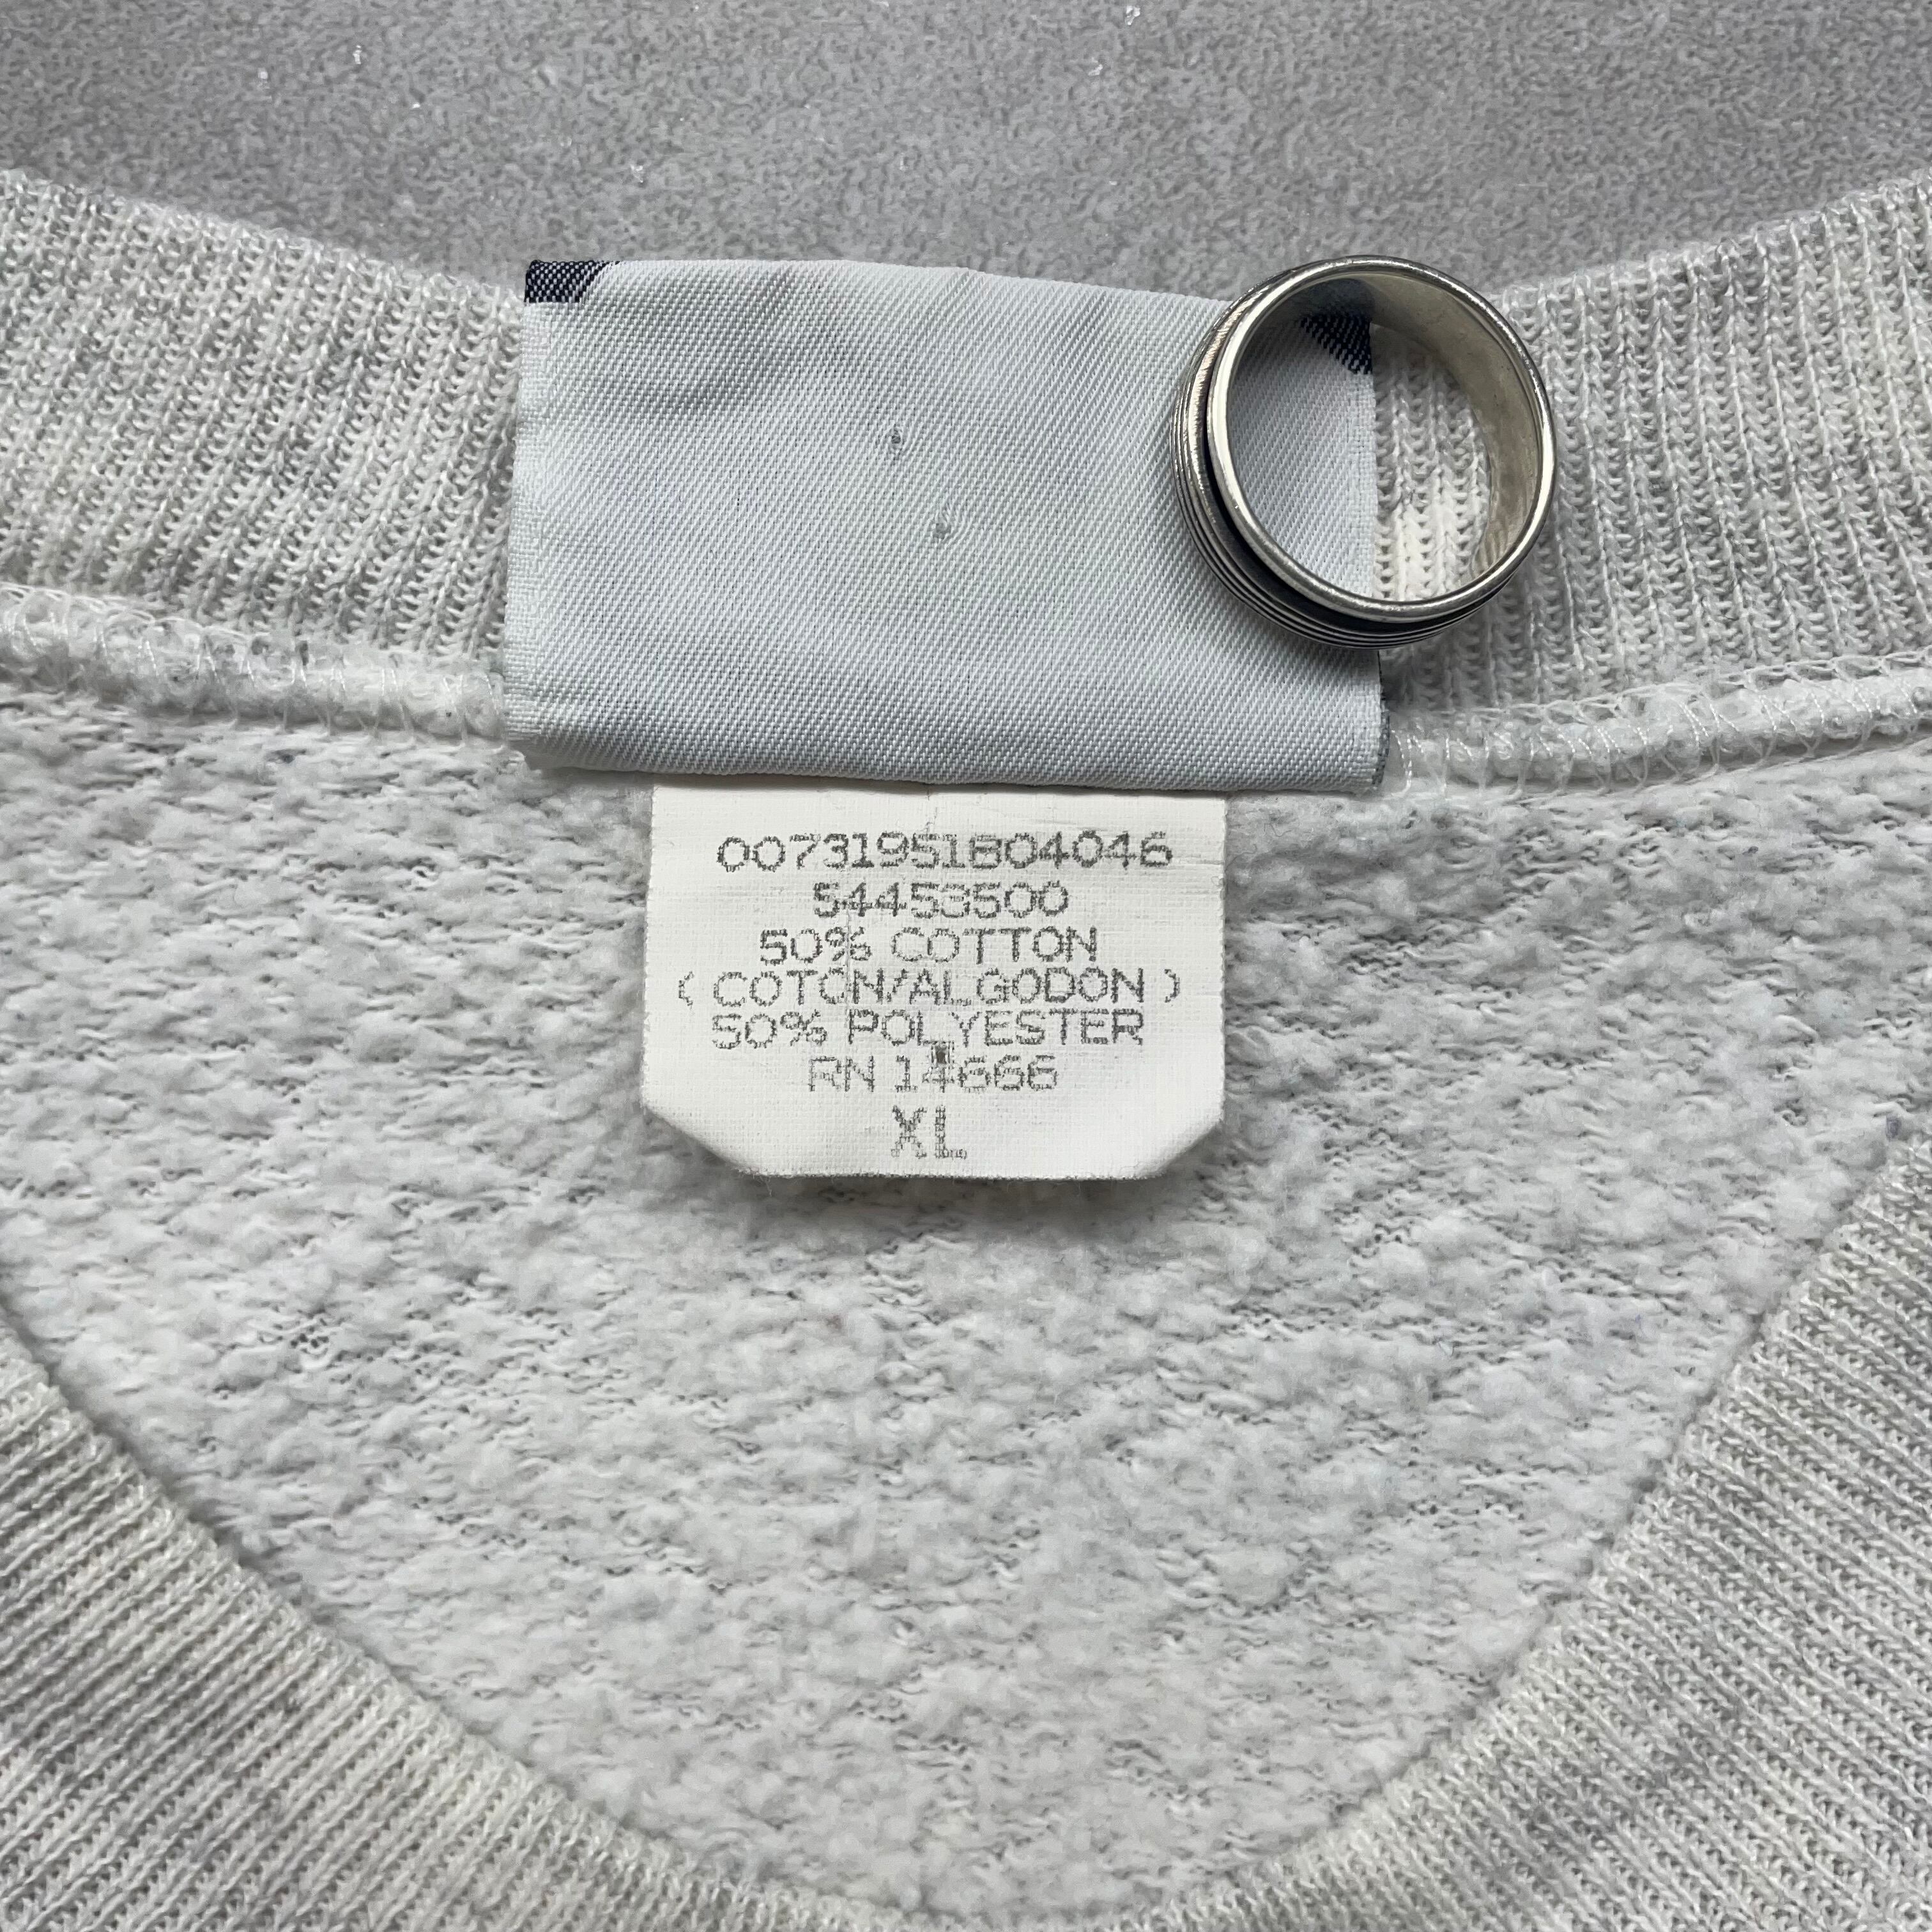 00731951804046
54453500
50% COTTON
( COTON/ALGODON )
50% POLYESTER
RN 14666
XL